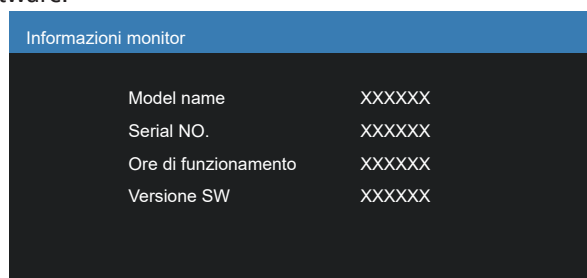 Informazioni monitor
Model name XXXXXX
Serial NO. XXXXXX
Ore di funzionamento XXXXXX
Versione SW XXXXXX